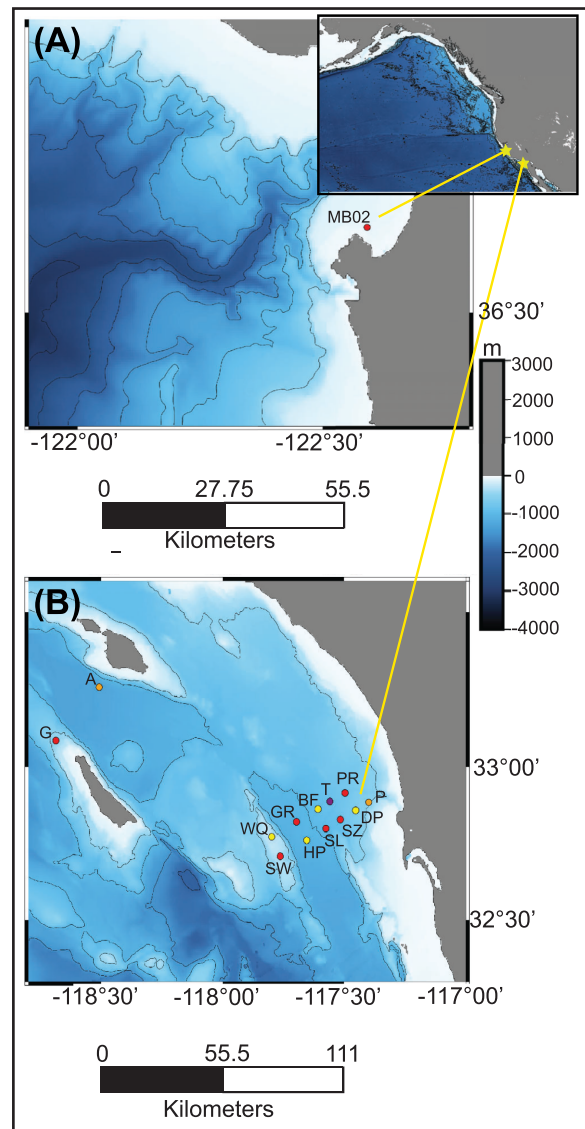 (A)
MB02
36°30’
m
3000
2000
1000
0
-1000
-2000
-3000
-4000
-122°00’
-122°30’
0 27.75 55.5
Kilometers
(B)
A
G
33°00’
PR
T
BF
P
DP
GR
SZ
WQ
SL
HP
SW
32°30’
-118°30’ -118°00’ -117°30’ -117°00’
0 55.5 111
Kilometers